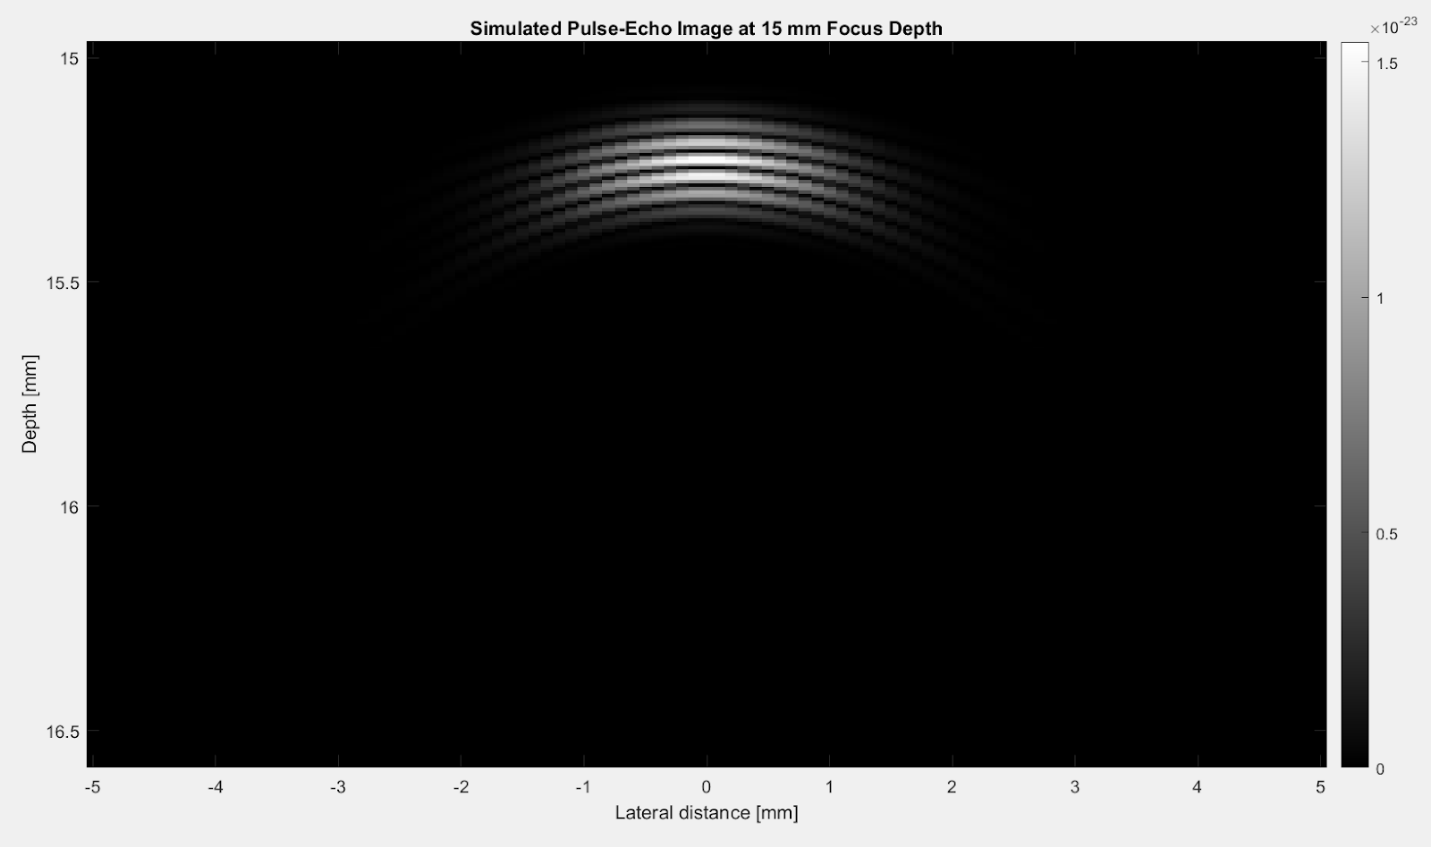 Simulated Pulse-Echo Image at 15 mm Focus Depth
×10-23
15
15.5
16
16.5
Depth [mm]
-5 -4 -3 -2 -1 0 1 2 3 4 5
Lateral distance [mm]
1.5
1
0.5
0